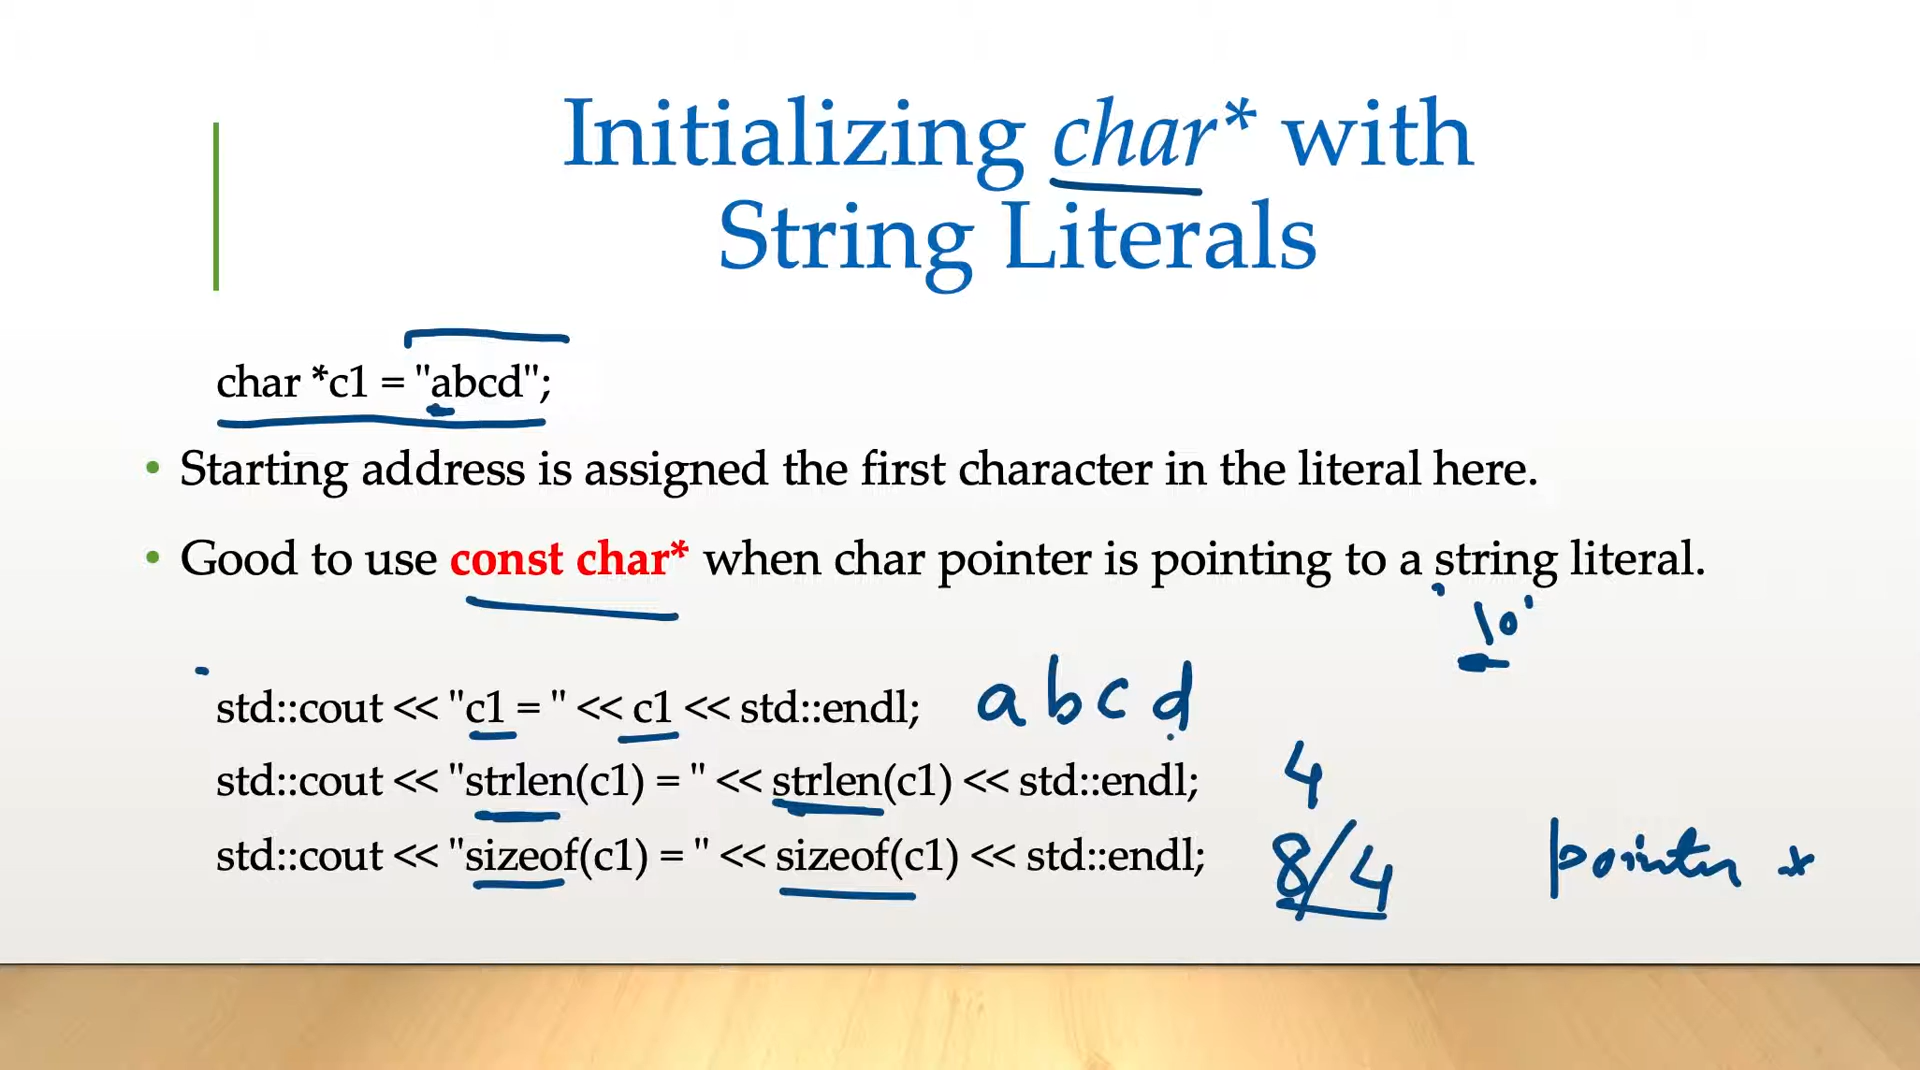 Initializing char* with
String Literals
char *c1 = "abcd";
• Starting address is assigned the first character in the literal here.
• Good to use const char* when char pointer is pointing to a string literal.
'\0'
std::cout << "c1 = " << c1 << std::endl; abcd
std::cout << "strlen(c1) = " << strlen(c1) << std::endl; 4
std::cout << "sizeof(c1) = " << sizeof(c1) << std::endl; 8/4 pointer *